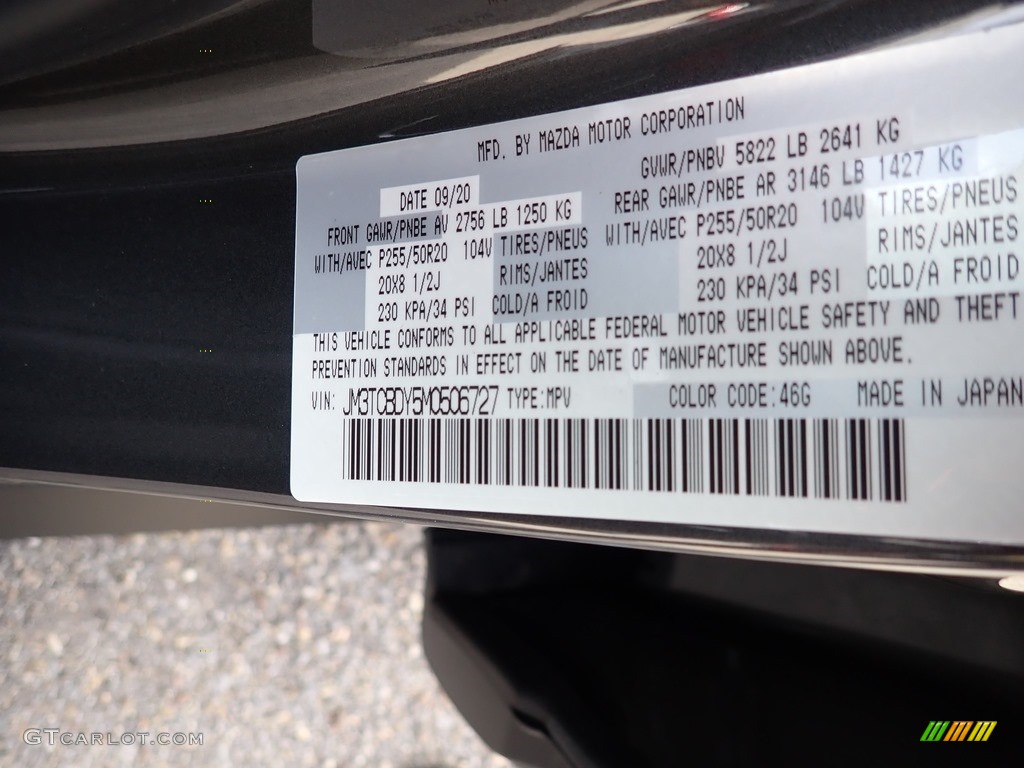 MFD. BY MAZDA MOTOR CORPORATION
DATE 09/20 GVWR/PNBV 5822 LB 2641 KG
FRONT GAWR/PNBE AV 2756 LB 1250 KG REAR GAWR/PNBE AR 3146 LB 1427 KG
WITH/AVEC P255/50R20 104V TIRES/PNEUS WITH/AVEC P255/50R20 104V TIRES/PNEUS
20X8 1/2J RIMS/JANTES 20X8 1/2J RIMS/JANTES
230 KPA/34 PSI COLD/A FROID 230 KPA/34 PSI COLD/A FROID
THIS VEHICLE CONFORMS TO ALL APPLICABLE FEDERAL MOTOR VEHICLE SAFETY AND THEFT
PREVENTION STANDARDS IN EFFECT ON THE DATE OF MANUFACTURE SHOWN ABOVE.
VIN: JM3TCBDY5M0506727 TYPE:MPV COLOR CODE:46G MADE IN JAPAN
GTCARLOT.COM